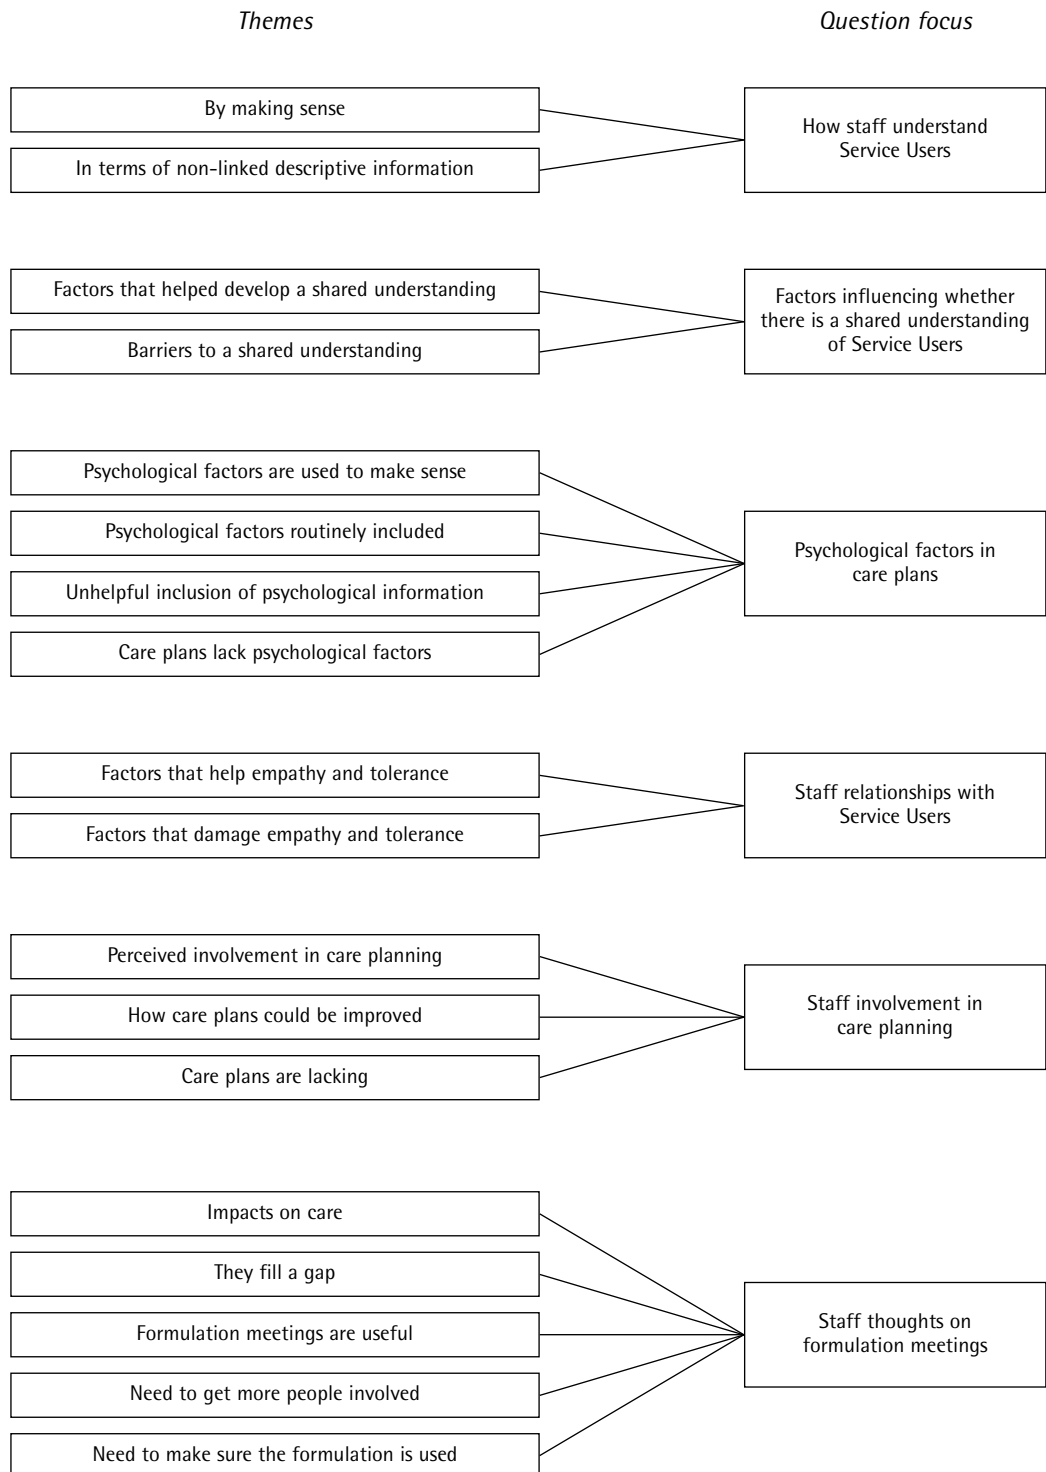 Themes
Question focus
By making sense
In terms of non-linked descriptive information
How staff understand
Service Users
Factors that helped develop a shared understanding
Barriers to a shared understanding
Factors influencing whether
there is a shared understanding
of Service Users
Psychological factors are used to make sense
Psychological factors routinely included
Unhelpful inclusion of psychological information
Care plans lack psychological factors
Psychological factors in
care plans
Factors that help empathy and tolerance
Factors that damage empathy and tolerance
Staff relationships with
Service Users
Perceived involvement in care planning
How care plans could be improved
Care plans are lacking
Staff involvement in
care planning
Impacts on care
They fill a gap
Formulation meetings are useful
Need to get more people involved
Need to make sure the formulation is used
Staff thoughts on
formulation meetings